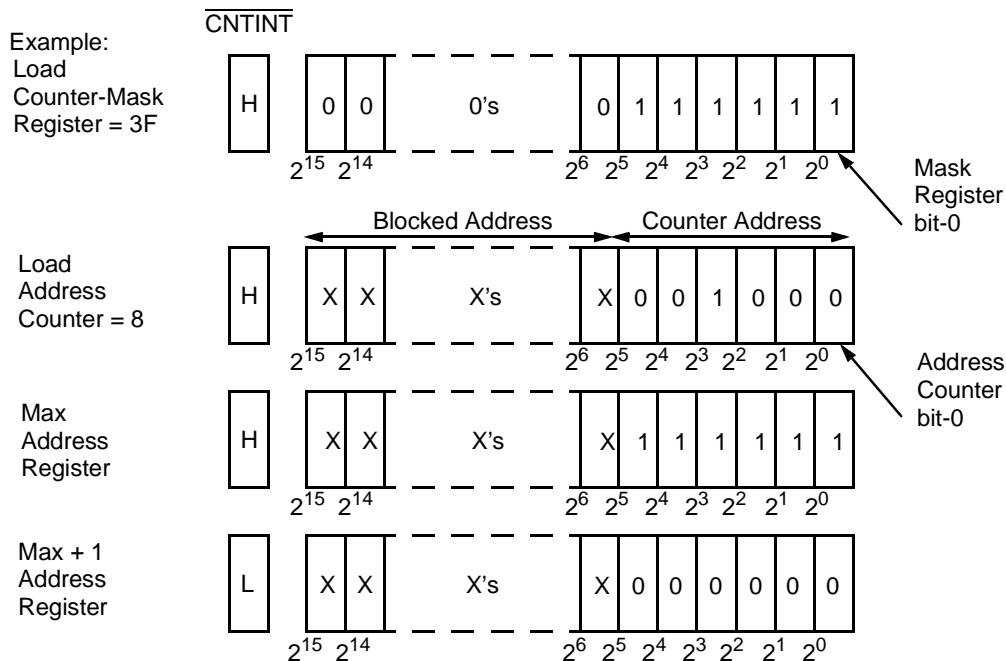 CNTINT
Example:
Load
Counter-Mask
Register = 3F
H
0 0 0's 0 1 1 1 1 1 1
2^15 2^14 2^6 2^5 2^4 2^3 2^2 2^1 2^0
Mask
Register
bit-0
Blocked Address Counter Address
Load
Address
Counter = 8
H
X X X's X 0 0 1 0 0 0
2^15 2^14 2^6 2^5 2^4 2^3 2^2 2^1 2^0
Address
Counter
bit-0
Max
Address
Register
H
X X X's X 1 1 1 1 1 1
2^15 2^14 2^6 2^5 2^4 2^3 2^2 2^1 2^0
Max + 1
Address
Register
L
X X X's X 0 0 0 0 0 0
2^15 2^14 2^6 2^5 2^4 2^3 2^2 2^1 2^0